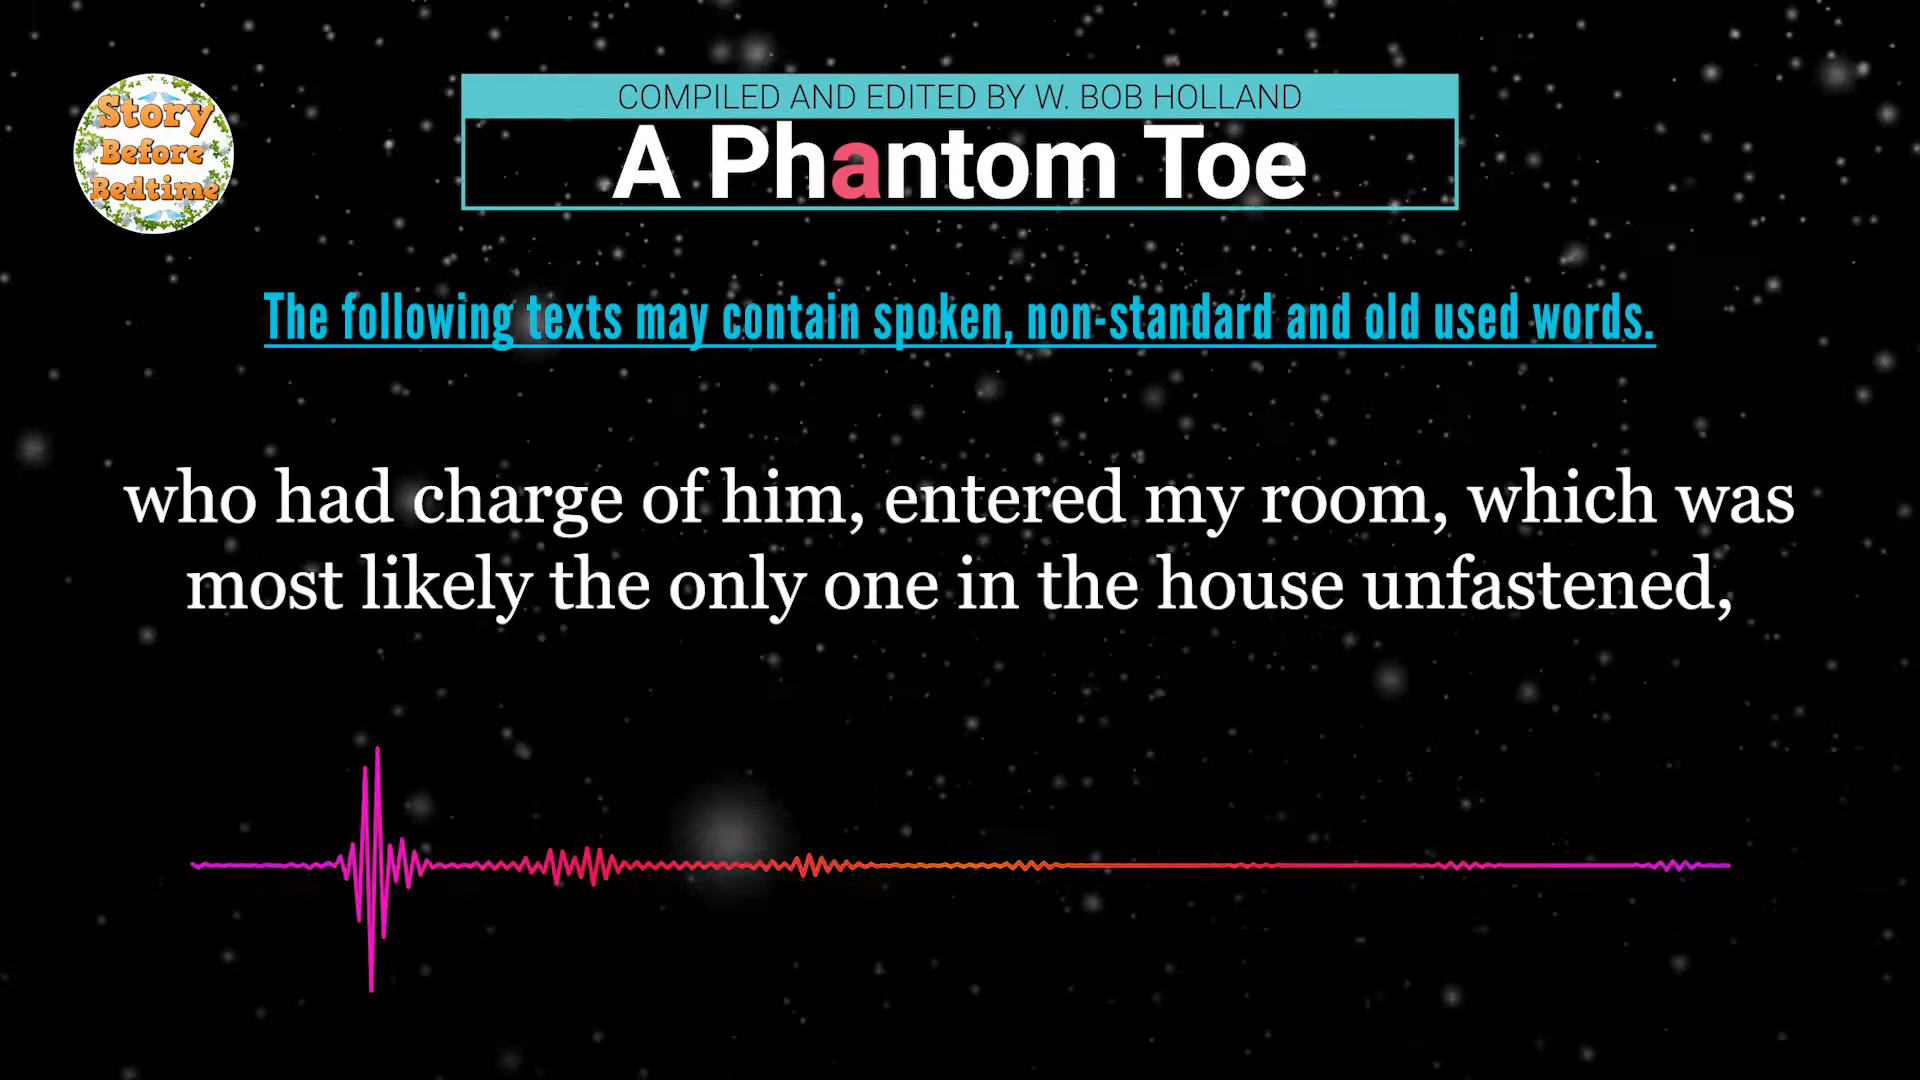 Story
Before
Bedtime
COMPILED AND EDITED BY W. BOB HOLLAND
A Phantom Toe
The following texts may contain spoken, non-standard and old used words.
who had charge of him, entered my room, which was
most likely the only one in the house unfastened,